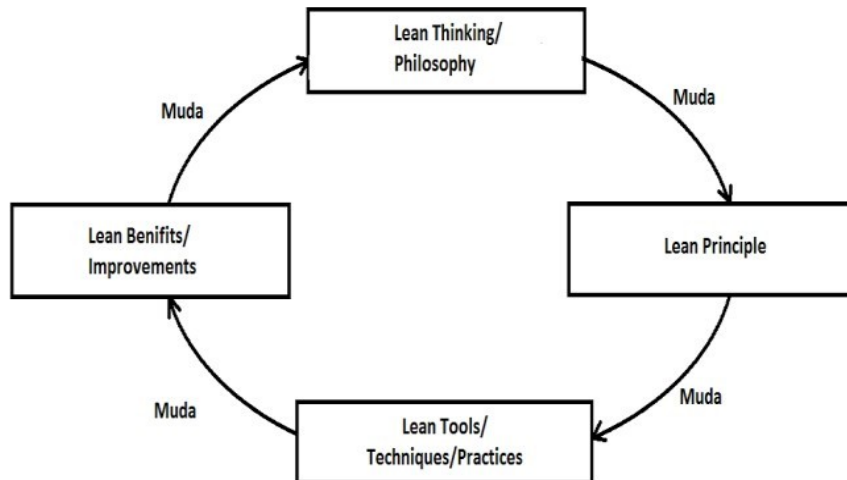 Lean Thinking/
Philosophy
Muda
Muda
Lean Benifits/
Improvements
Lean Principle
Muda
Muda
Lean Tools/
Techniques/Practices